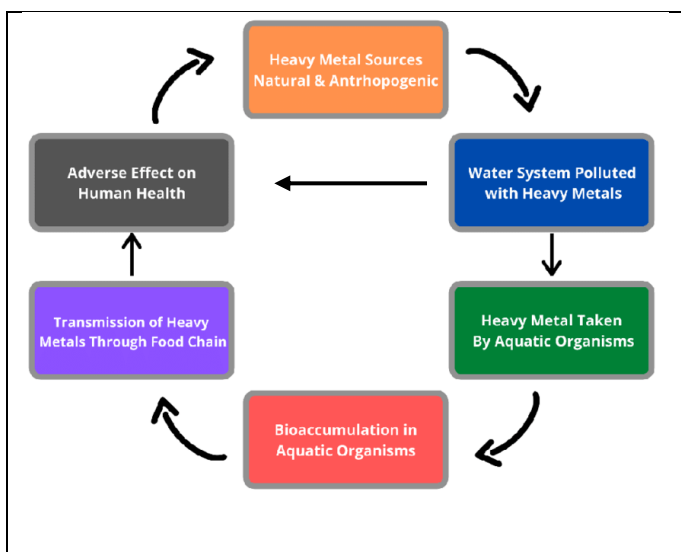 Heavy Metal Sources
Natural & Antrhopogenic
Adverse Effect on
Human Health
Water System Polluted
with Heavy Metals
Transmission of Heavy
Metals Through Food Chain
Heavy Metal Taken
By Aquatic Organisms
Bioaccumulation in
Aquatic Organisms